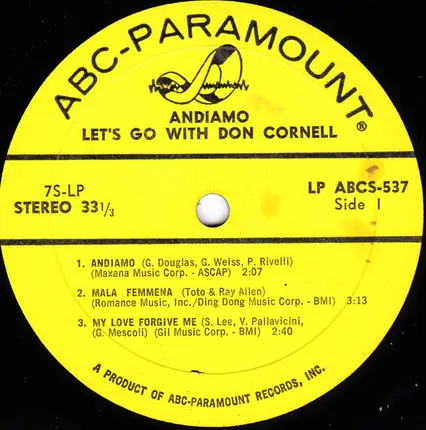 ABC-PARAMOUNT®
ANDIAMO
LET'S GO WITH DON CORNELL
7S-LP
STEREO 33 1/3
LP ABCS-537
Side 1
1. ANDIAMO (G. Douglas, G. Weiss, P. Rivelli)
(Maxana Music Corp. - ASCAP) 2:07
2. MALA FEMMENA (Toto & Ray Allen)
(Romance Music, Inc./Ding Dong Music Corp. - BMI) 3:13
3. MY LOVE FORGIVE ME (S. Lee, V. Pallavicini,
(G. Mescoli) (Gil Music Corp. - BMI) 2:40
A PRODUCT OF ABC-PARAMOUNT RECORDS, INC.